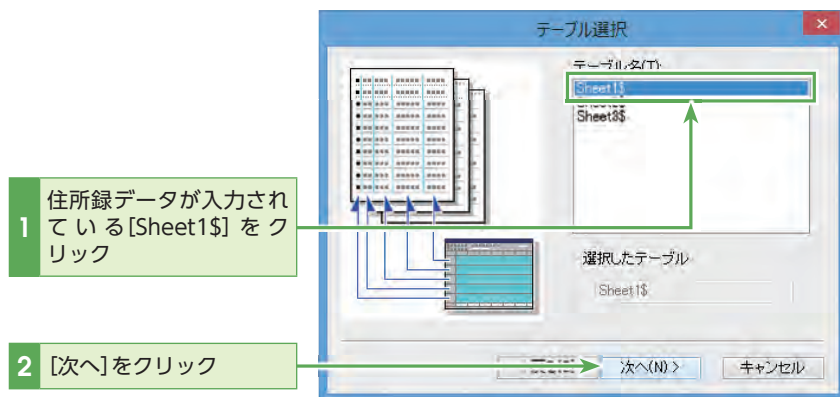 テーブル選択
テーブル名(T):
Sheet1$
Sheet3$
1 住所録データが入力され
ている[Sheet1$]をク
リック
選択したテーブル
Sheet1$
2 [次へ]をクリック
次へ(N) >
キャンセル